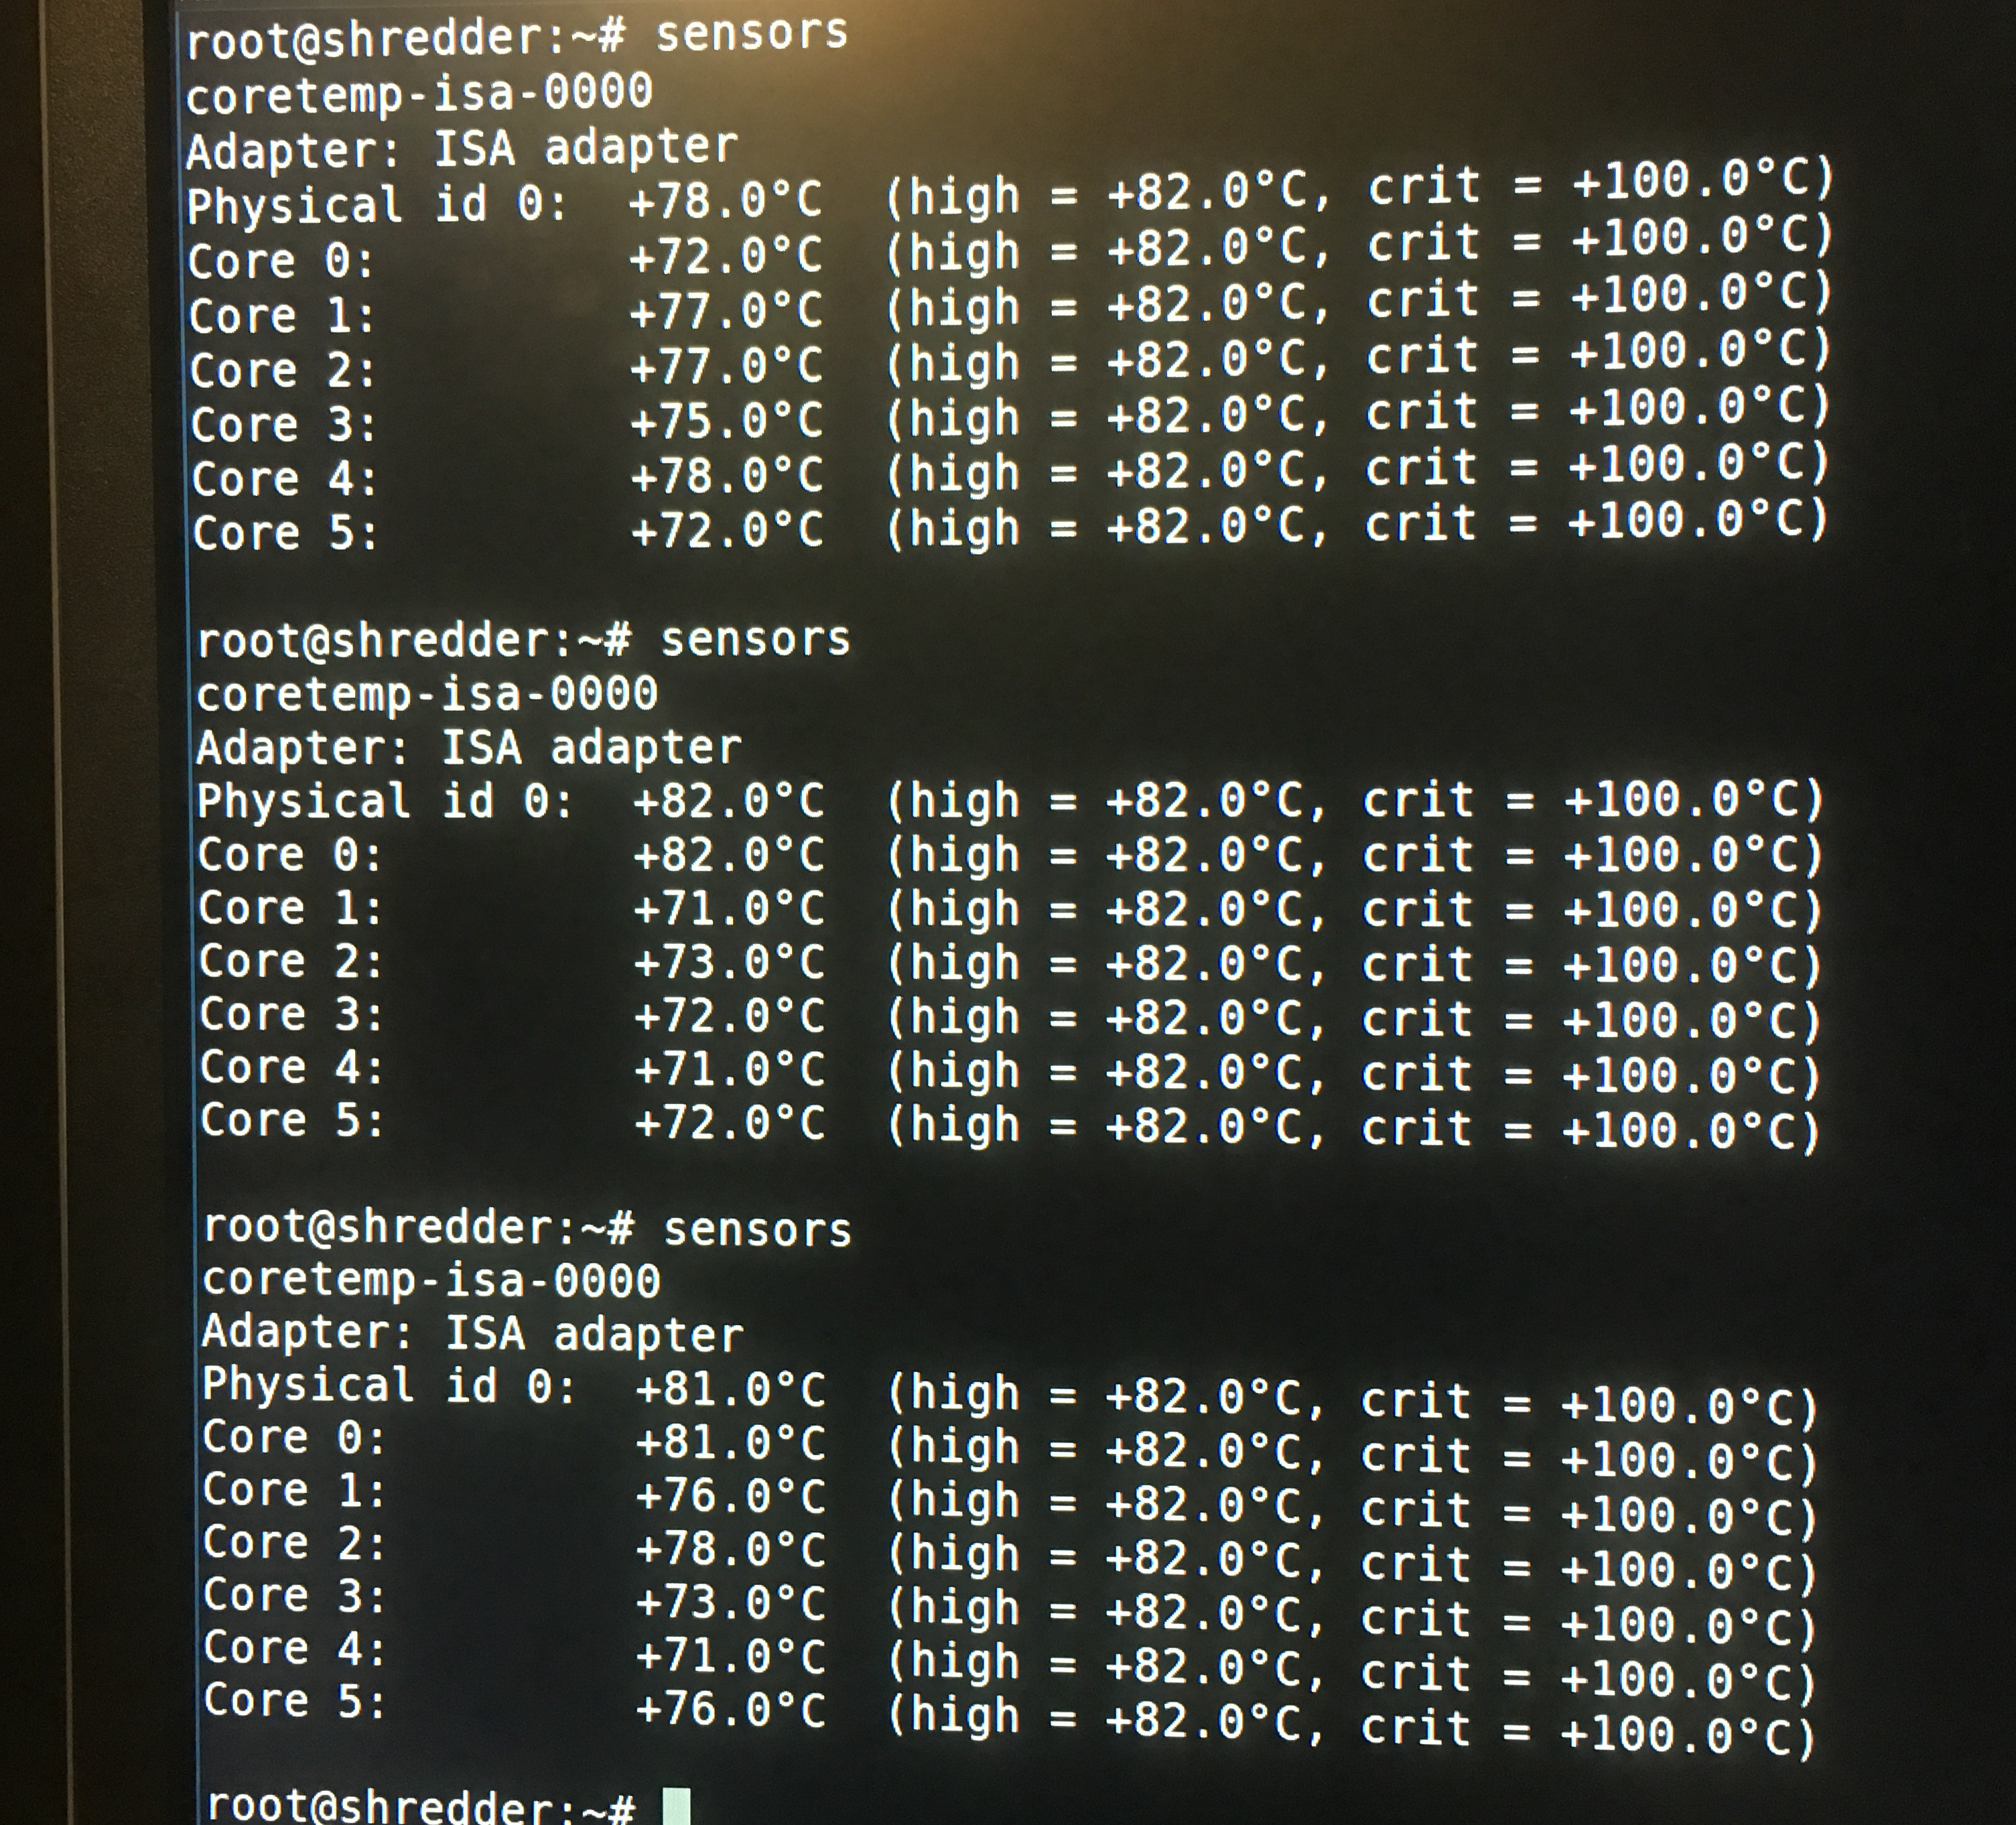 root@shredder:~# sensors
coretemp-isa-0000
Adapter: ISA adapter
Physical id 0:  +78.0°C  (high = +82.0°C, crit = +100.0°C)
Core 0:         +72.0°C  (high = +82.0°C, crit = +100.0°C)
Core 1:         +77.0°C  (high = +82.0°C, crit = +100.0°C)
Core 2:         +77.0°C  (high = +82.0°C, crit = +100.0°C)
Core 3:         +75.0°C  (high = +82.0°C, crit = +100.0°C)
Core 4:         +78.0°C  (high = +82.0°C, crit = +100.0°C)
Core 5:         +72.0°C  (high = +82.0°C, crit = +100.0°C)

root@shredder:~# sensors
coretemp-isa-0000
Adapter: ISA adapter
Physical id 0:  +82.0°C  (high = +82.0°C, crit = +100.0°C)
Core 0:         +82.0°C  (high = +82.0°C, crit = +100.0°C)
Core 1:         +71.0°C  (high = +82.0°C, crit = +100.0°C)
Core 2:         +73.0°C  (high = +82.0°C, crit = +100.0°C)
Core 3:         +72.0°C  (high = +82.0°C, crit = +100.0°C)
Core 4:         +71.0°C  (high = +82.0°C, crit = +100.0°C)
Core 5:         +72.0°C  (high = +82.0°C, crit = +100.0°C)

root@shredder:~# sensors
coretemp-isa-0000
Adapter: ISA adapter
Physical id 0:  +81.0°C  (high = +82.0°C, crit = +100.0°C)
Core 0:         +81.0°C  (high = +82.0°C, crit = +100.0°C)
Core 1:         +76.0°C  (high = +82.0°C, crit = +100.0°C)
Core 2:         +78.0°C  (high = +82.0°C, crit = +100.0°C)
Core 3:         +73.0°C  (high = +82.0°C, crit = +100.0°C)
Core 4:         +71.0°C  (high = +82.0°C, crit = +100.0°C)
Core 5:         +76.0°C  (high = +82.0°C, crit = +100.0°C)

root@shredder:~#